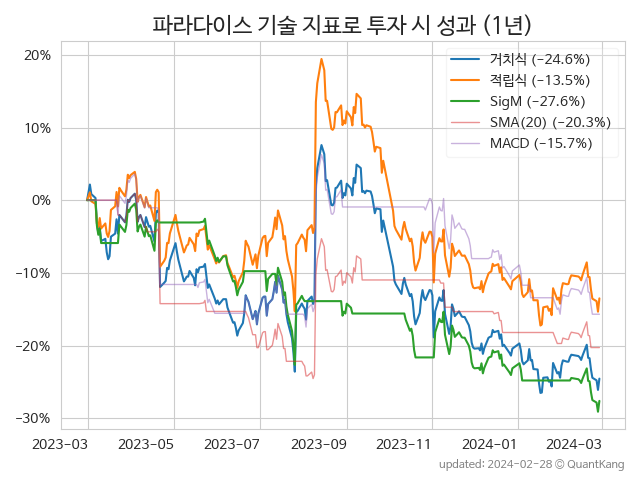 파라다이스 기술 지표로 투자 시 성과 (1년)
거치식 (−24.6%)
적립식 (−13.5%)
SigM (−27.6%)
SMA(20) (−20.3%)
MACD (−15.7%)
20%
10%
0%
−10%
−20%
−30%
2023−03 2023−05 2023−07 2023−09 2023−11 2024−01 2024−03
updated: 2024−02−28 © QuantKang